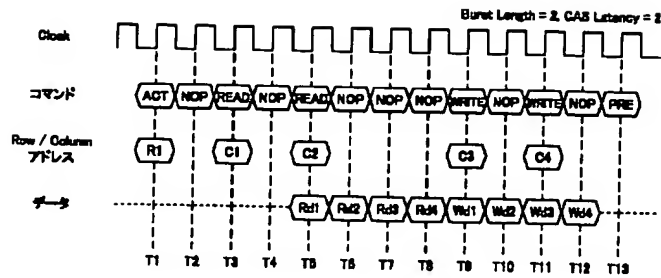 Burst Length = 2, CAS Latency = 2
Clock
コマンド ACT NOP READ NOP READ NOP NOP NOP WRITE NOP WRITE NOP PRE
Row / Column
アドレス R1 C1 C2 C3 C4
データ Rd1 Rd2 Rd3 Rd4 Wd1 Wd2 Wd3 Wd4
T1 T2 T3 T4 T5 T6 T7 T8 T9 T10 T11 T12 T13